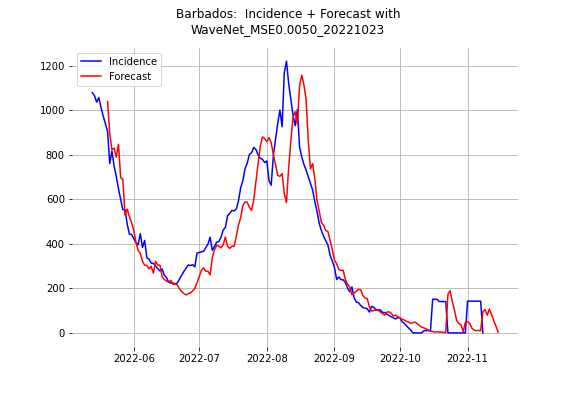 Barbados:  Incidence + Forecast with
WaveNet_MSE0.0050_20221023
Incidence
Forecast
1200
1000
800
600
400
200
0
2022-06 2022-07 2022-08 2022-09 2022-10 2022-11